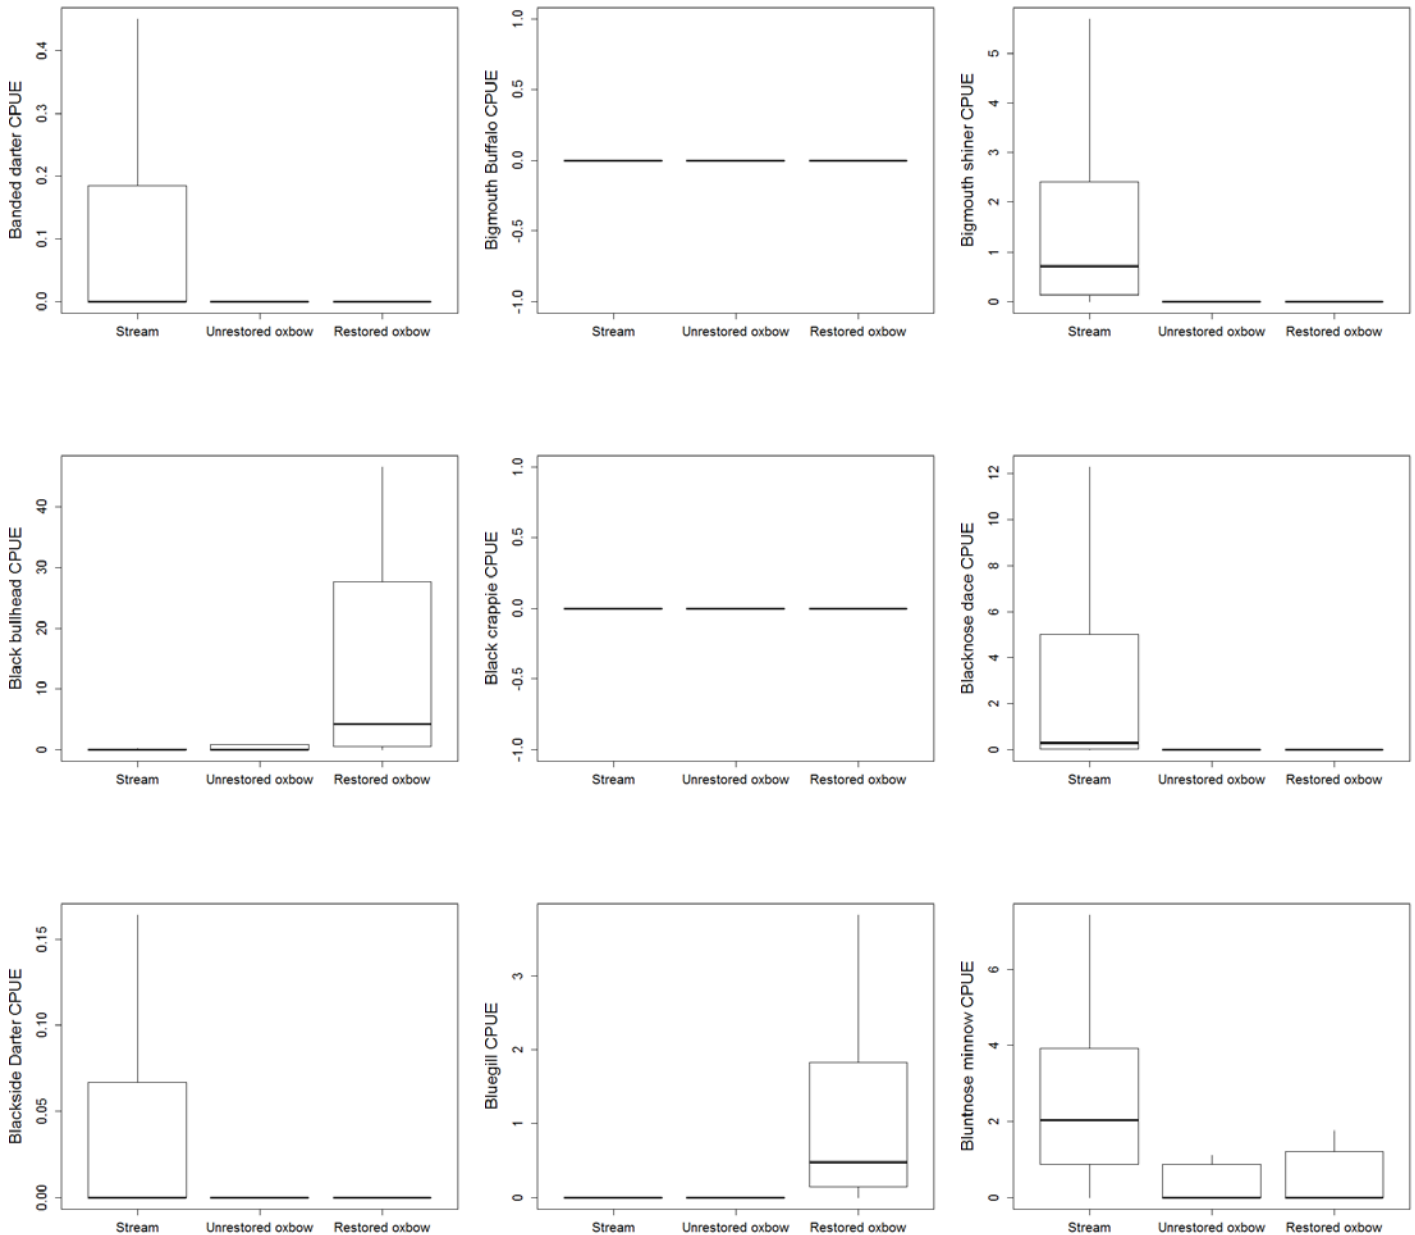 Banded darter CPUE
0.0 0.1 0.2 0.3 0.4
Stream Unrestored oxbow Restored oxbow
Bigmouth Buffalo CPUE
-1.0 -0.5 0.0 0.5 1.0
Stream Unrestored oxbow Restored oxbow
Bigmouth shiner CPUE
0 1 2 3 4 5
Stream Unrestored oxbow Restored oxbow
Black bullhead CPUE
0 10 20 30 40
Stream Unrestored oxbow Restored oxbow
Black crappie CPUE
-1.0 -0.5 0.0 0.5 1.0
Stream Unrestored oxbow Restored oxbow
Blacknose dace CPUE
0 2 4 6 8 10 12
Stream Unrestored oxbow Restored oxbow
Blackside Darter CPUE
0.00 0.05 0.10 0.15
Stream Unrestored oxbow Restored oxbow
Bluegill CPUE
0 1 2 3
Stream Unrestored oxbow Restored oxbow
Bluntnose minnow CPUE
0 2 4 6
Stream Unrestored oxbow Restored oxbow